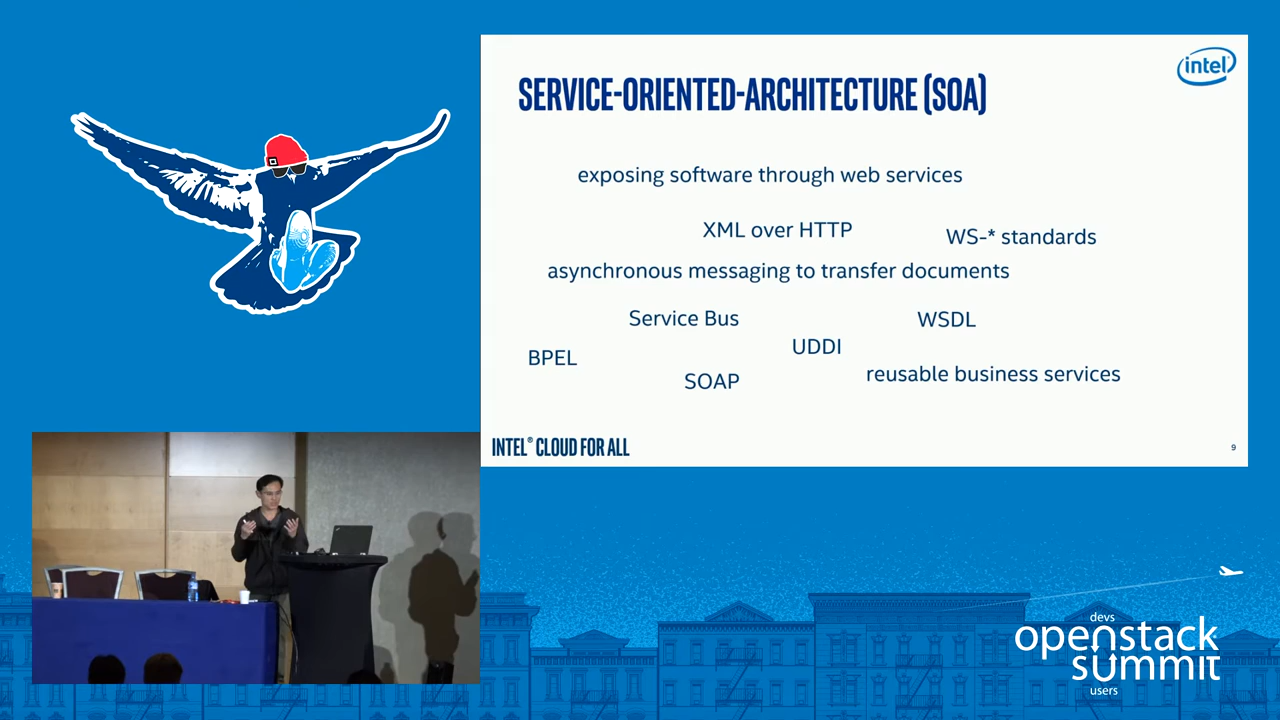 intel
SERVICE-ORIENTED-ARCHITECTURE (SOA)
exposing software through web services
XML over HTTP
WS-* standards
asynchronous messaging to transfer documents
Service Bus
WSDL
UDDI
BPEL
reusable business services
SOAP
INTEL® CLOUD FOR ALL
9
devs
openstack
summit
users